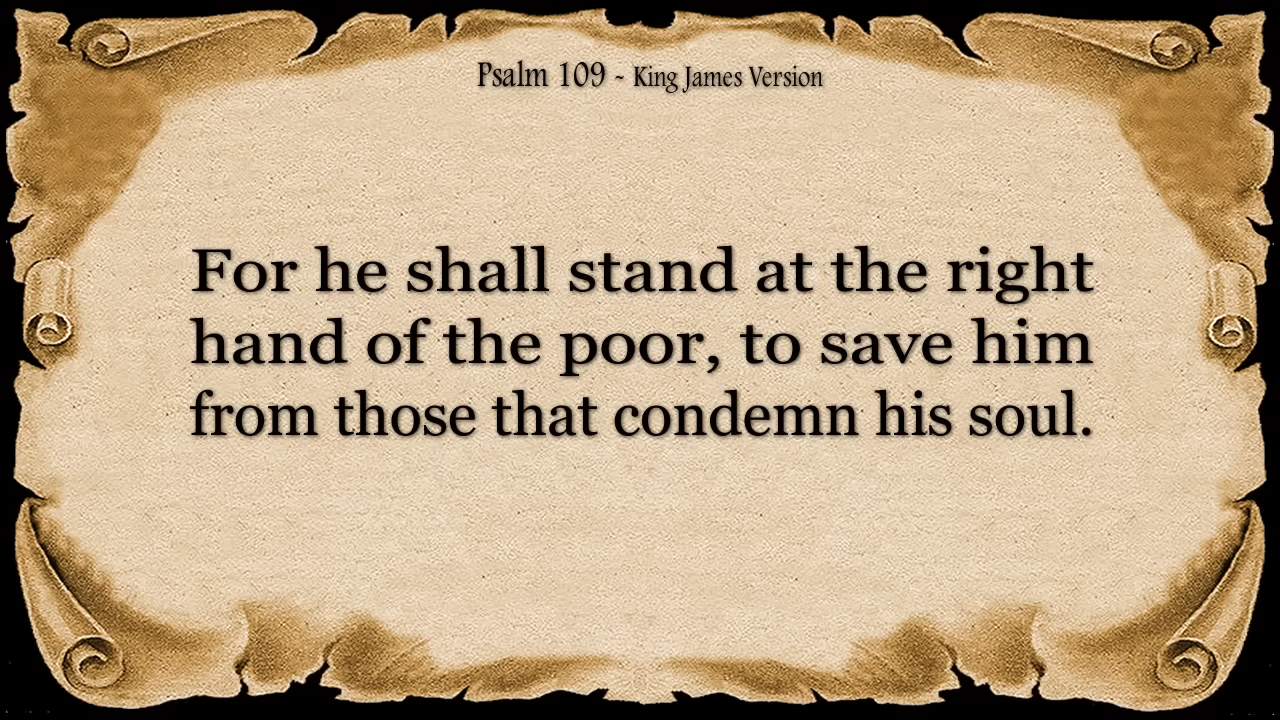 Psalm 109 - King James Version
For he shall stand at the right
hand of the poor, to save him
from those that condemn his soul.